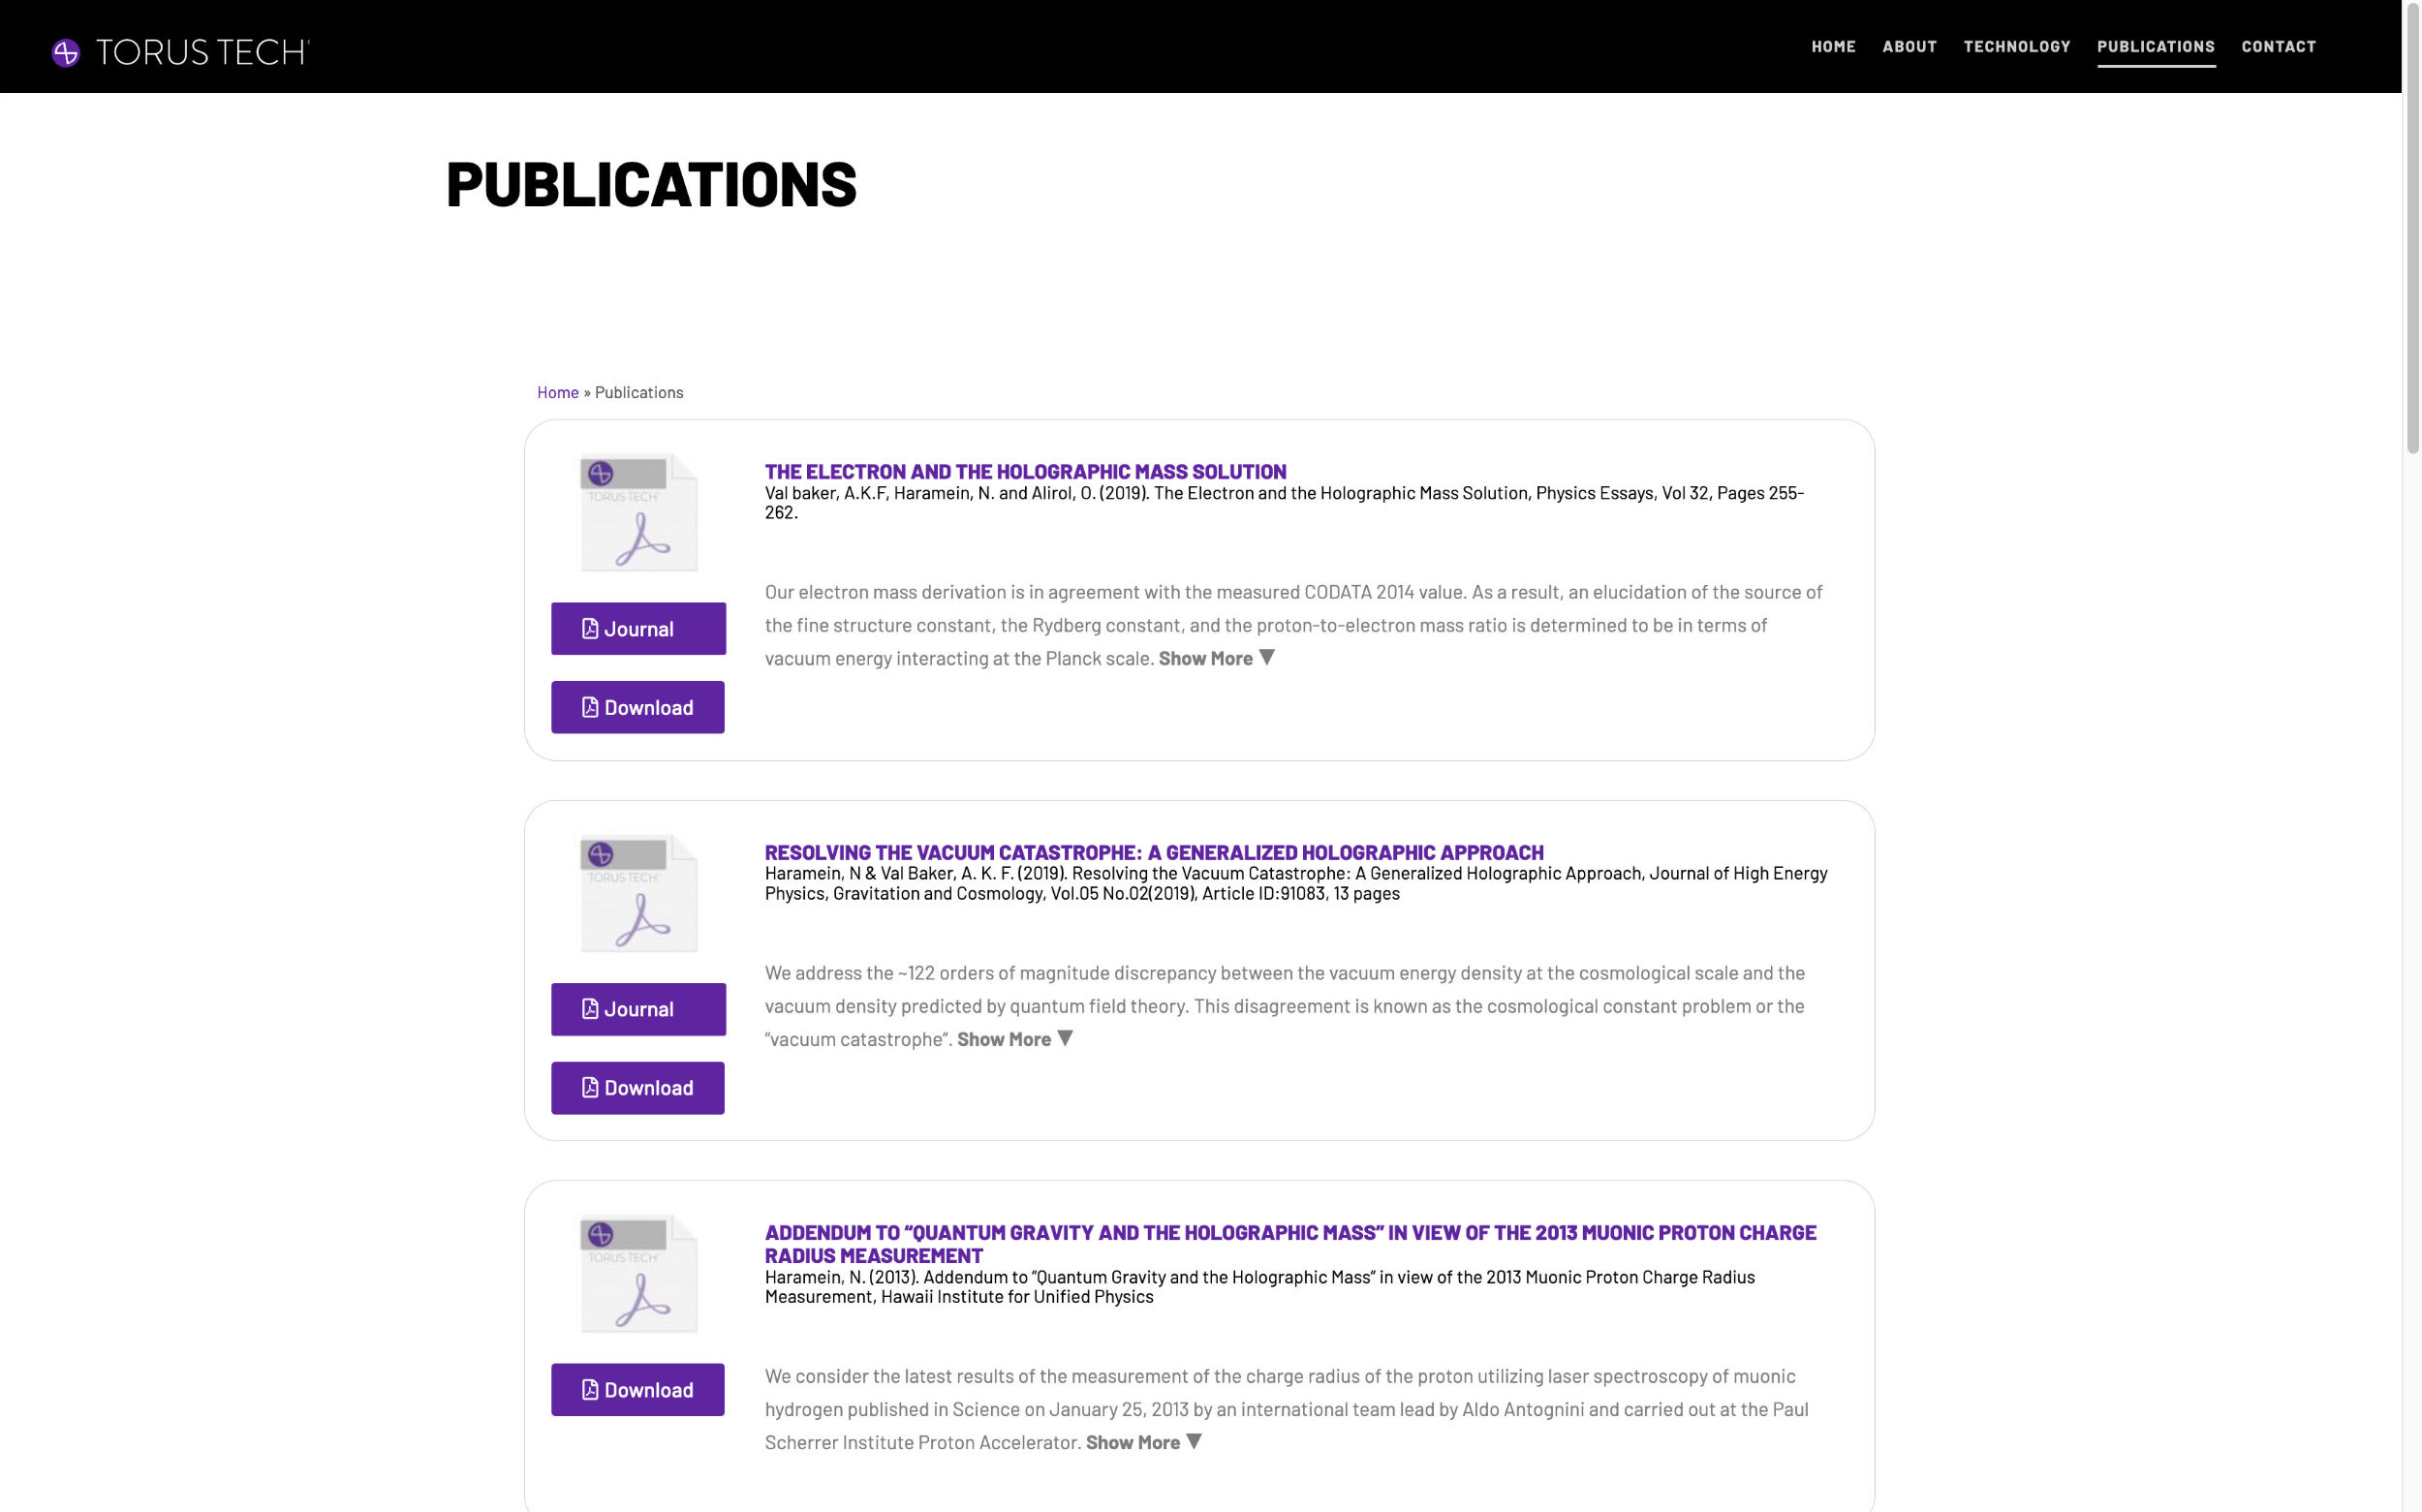 TORUS TECH
HOME ABOUT TECHNOLOGY PUBLICATIONS CONTACT
PUBLICATIONS
Home » Publications
TORUS TECH
Journal
Download
THE ELECTRON AND THE HOLOGRAPHIC MASS SOLUTION
Val baker, A.K.F, Haramein, N. and Alirol, O. (2019). The Electron and the Holographic Mass Solution, Physics Essays, Vol 32, Pages 255-
262.
Our electron mass derivation is in agreement with the measured CODATA 2014 value. As a result, an elucidation of the source of
the fine structure constant, the Rydberg constant, and the proton-to-electron mass ratio is determined to be in terms of
vacuum energy interacting at the Planck scale. Show More ▼
TORUS TECH
Journal
Download
RESOLVING THE VACUUM CATASTROPHE: A GENERALIZED HOLOGRAPHIC APPROACH
Haramein, N & Val Baker, A. K. F. (2019). Resolving the Vacuum Catastrophe: A Generalized Holographic Approach, Journal of High Energy
Physics, Gravitation and Cosmology, Vol.05 No.02(2019), Article ID:91083, 13 pages
We address the ~122 orders of magnitude discrepancy between the vacuum energy density at the cosmological scale and the
vacuum density predicted by quantum field theory. This disagreement is known as the cosmological constant problem or the
“vacuum catastrophe”. Show More ▼
TORUS TECH
Download
ADDENDUM TO “QUANTUM GRAVITY AND THE HOLOGRAPHIC MASS” IN VIEW OF THE 2013 MUONIC PROTON CHARGE
RADIUS MEASUREMENT
Haramein, N. (2013). Addendum to “Quantum Gravity and the Holographic Mass” in view of the 2013 Muonic Proton Charge Radius
Measurement, Hawaii Institute for Unified Physics
We consider the latest results of the measurement of the charge radius of the proton utilizing laser spectroscopy of muonic
hydrogen published in Science on January 25, 2013 by an international team lead by Aldo Antognini and carried out at the Paul
Scherrer Institute Proton Accelerator. Show More ▼